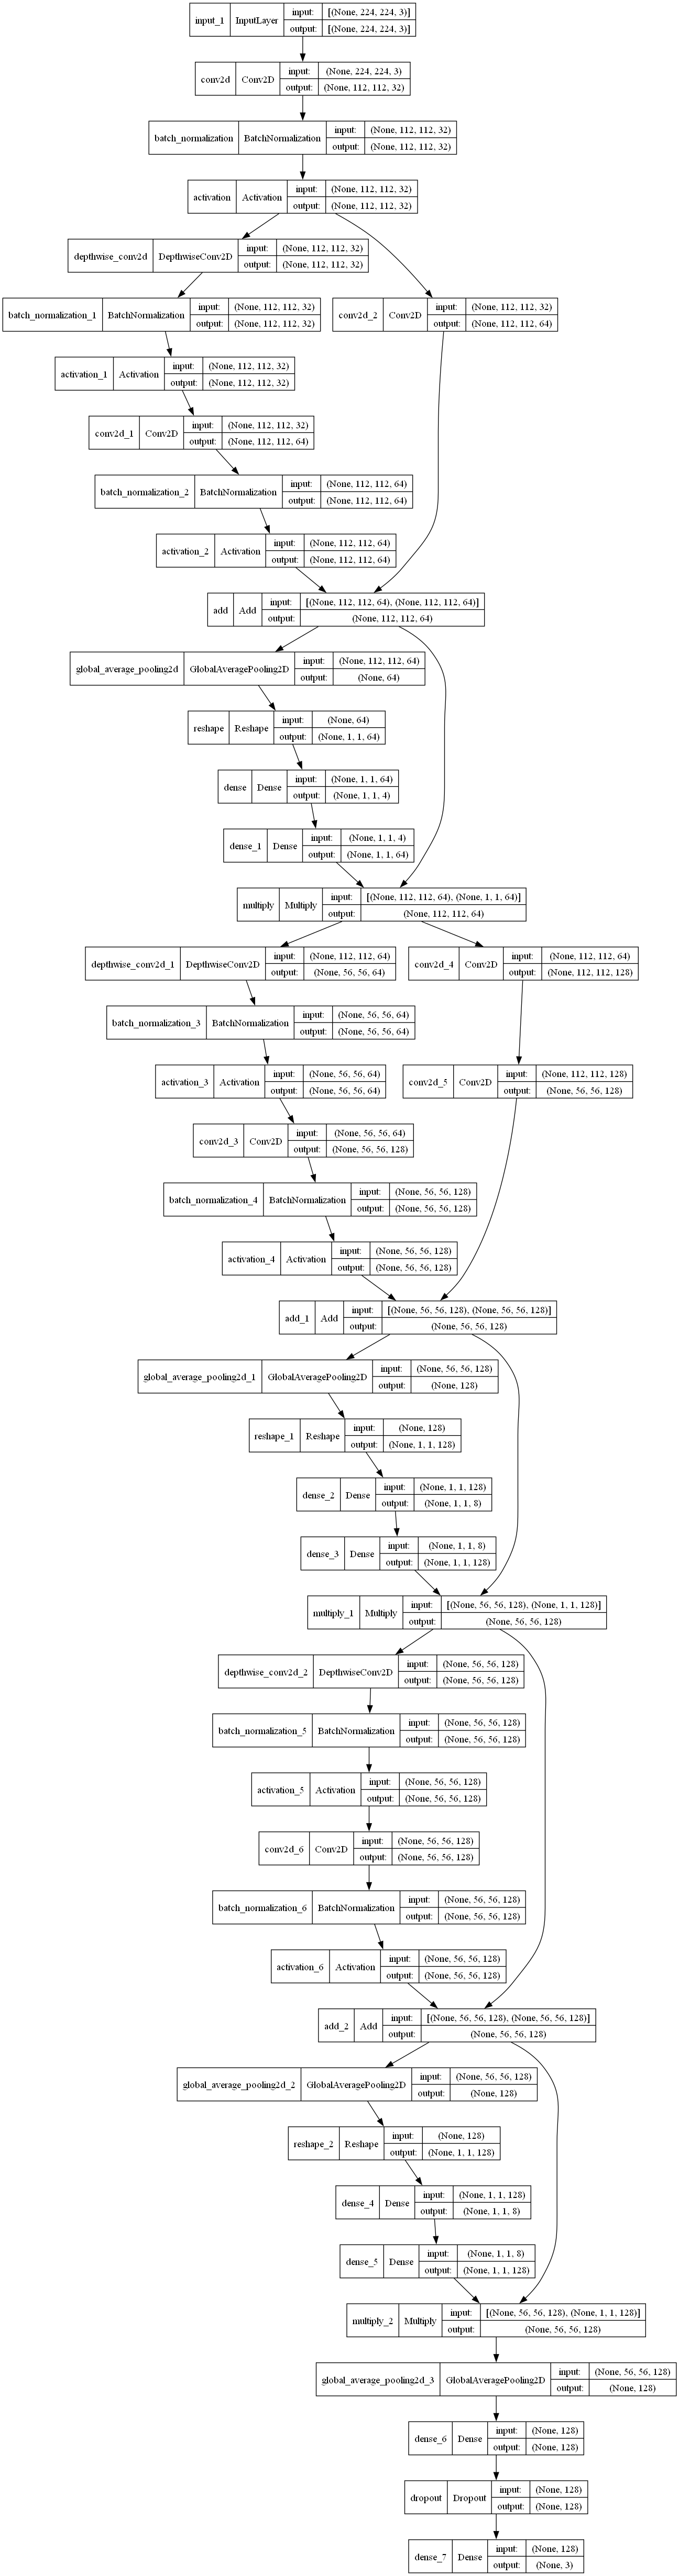 input_1 InputLayer input: [(None, 224, 224, 3)]
output: [(None, 224, 224, 3)]
conv2d Conv2D input: (None, 224, 224, 3)
output: (None, 112, 112, 32)
batch_normalization BatchNormalization input: (None, 112, 112, 32)
output: (None, 112, 112, 32)
activation Activation input: (None, 112, 112, 32)
output: (None, 112, 112, 32)
depthwise_conv2d DepthwiseConv2D input: (None, 112, 112, 32)
output: (None, 112, 112, 32)
batch_normalization_1 BatchNormalization input: (None, 112, 112, 32)
output: (None, 112, 112, 32)
conv2d_2 Conv2D input: (None, 112, 112, 32)
output: (None, 112, 112, 64)
activation_1 Activation input: (None, 112, 112, 32)
output: (None, 112, 112, 32)
conv2d_1 Conv2D input: (None, 112, 112, 32)
output: (None, 112, 112, 64)
batch_normalization_2 BatchNormalization input: (None, 112, 112, 64)
output: (None, 112, 112, 64)
activation_2 Activation input: (None, 112, 112, 64)
output: (None, 112, 112, 64)
add Add input: [(None, 112, 112, 64), (None, 112, 112, 64)]
output: (None, 112, 112, 64)
global_average_pooling2d GlobalAveragePooling2D input: (None, 112, 112, 64)
output: (None, 64)
reshape Reshape input: (None, 64)
output: (None, 1, 1, 64)
dense Dense input: (None, 1, 1, 64)
output: (None, 1, 1, 4)
dense_1 Dense input: (None, 1, 1, 4)
output: (None, 1, 1, 64)
multiply Multiply input: [(None, 112, 112, 64), (None, 1, 1, 64)]
output: (None, 112, 112, 64)
depthwise_conv2d_1 DepthwiseConv2D input: (None, 112, 112, 64)
output: (None, 56, 56, 64)
conv2d_4 Conv2D input: (None, 112, 112, 64)
output: (None, 112, 112, 128)
batch_normalization_3 BatchNormalization input: (None, 56, 56, 64)
output: (None, 56, 56, 64)
activation_3 Activation input: (None, 56, 56, 64)
output: (None, 56, 56, 64)
conv2d_5 Conv2D input: (None, 112, 112, 128)
output: (None, 56, 56, 128)
conv2d_3 Conv2D input: (None, 56, 56, 64)
output: (None, 56, 56, 128)
batch_normalization_4 BatchNormalization input: (None, 56, 56, 128)
output: (None, 56, 56, 128)
activation_4 Activation input: (None, 56, 56, 128)
output: (None, 56, 56, 128)
add_1 Add input: [(None, 56, 56, 128), (None, 56, 56, 128)]
output: (None, 56, 56, 128)
global_average_pooling2d_1 GlobalAveragePooling2D input: (None, 56, 56, 128)
output: (None, 128)
reshape_1 Reshape input: (None, 128)
output: (None, 1, 1, 128)
dense_2 Dense input: (None, 1, 1, 128)
output: (None, 1, 1, 8)
dense_3 Dense input: (None, 1, 1, 8)
output: (None, 1, 1, 128)
multiply_1 Multiply input: [(None, 56, 56, 128), (None, 1, 1, 128)]
output: (None, 56, 56, 128)
depthwise_conv2d_2 DepthwiseConv2D input: (None, 56, 56, 128)
output: (None, 56, 56, 128)
batch_normalization_5 BatchNormalization input: (None, 56, 56, 128)
output: (None, 56, 56, 128)
activation_5 Activation input: (None, 56, 56, 128)
output: (None, 56, 56, 128)
conv2d_6 Conv2D input: (None, 56, 56, 128)
output: (None, 56, 56, 128)
batch_normalization_6 BatchNormalization input: (None, 56, 56, 128)
output: (None, 56, 56, 128)
activation_6 Activation input: (None, 56, 56, 128)
output: (None, 56, 56, 128)
add_2 Add input: [(None, 56, 56, 128), (None, 56, 56, 128)]
output: (None, 56, 56, 128)
global_average_pooling2d_2 GlobalAveragePooling2D input: (None, 56, 56, 128)
output: (None, 128)
reshape_2 Reshape input: (None, 128)
output: (None, 1, 1, 128)
dense_4 Dense input: (None, 1, 1, 128)
output: (None, 1, 1, 8)
dense_5 Dense input: (None, 1, 1, 8)
output: (None, 1, 1, 128)
multiply_2 Multiply input: [(None, 56, 56, 128), (None, 1, 1, 128)]
output: (None, 56, 56, 128)
global_average_pooling2d_3 GlobalAveragePooling2D input: (None, 56, 56, 128)
output: (None, 128)
dense_6 Dense input: (None, 128)
output: (None, 128)
dropout Dropout input: (None, 128)
output: (None, 128)
dense_7 Dense input: (None, 128)
output: (None, 3)